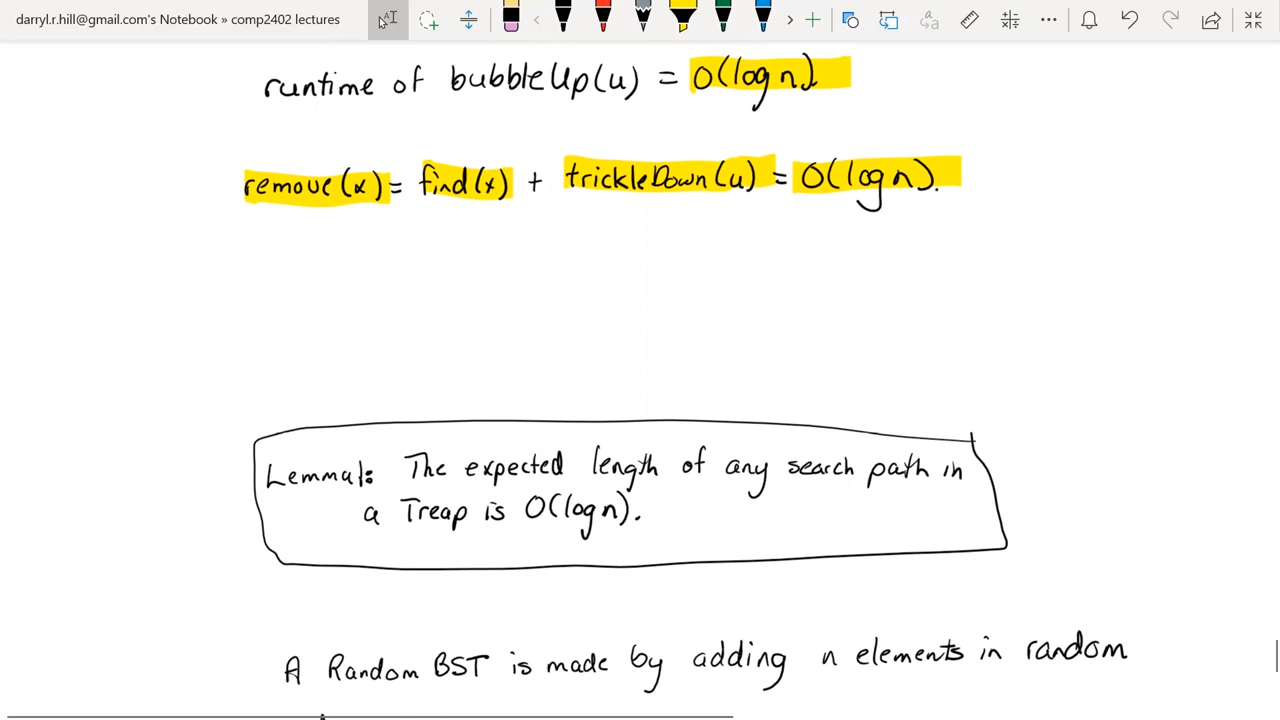 darryl.r.hill@gmail.com's Notebook » comp2402 lectures
runtime of bubbleUp(u) = O(log n).
remove(x) = find(x) + trickleDown(u) = O(log n).
Lemma1: The expected length of any search path in
a Treap is O(log n).
A Random BST is made by adding n elements in random